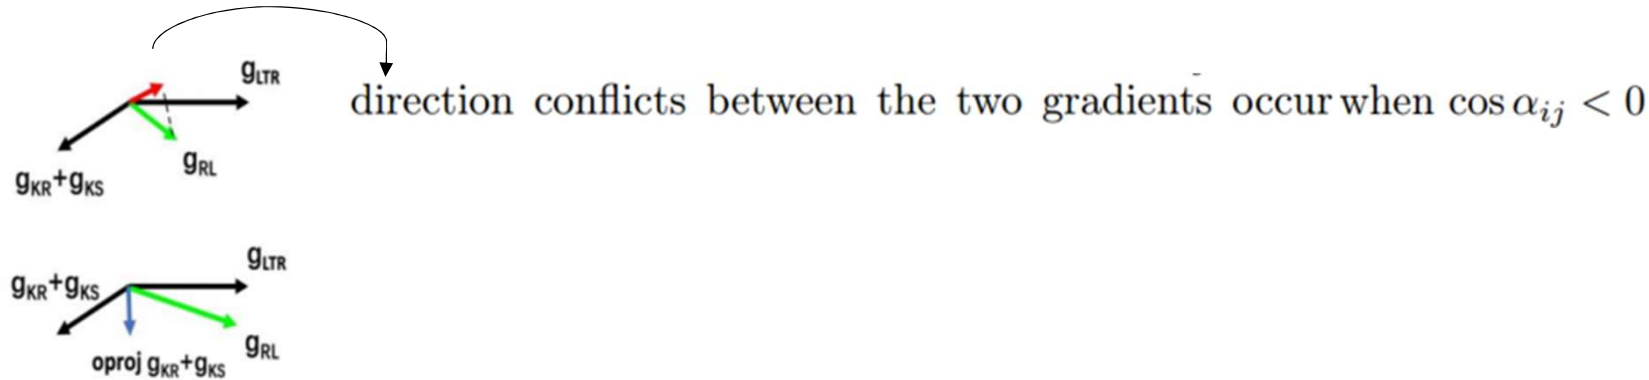 g_LTR
direction conflicts between the two gradients occur when cos α_ij < 0
g_RL
g_KR+g_KS
g_LTR
g_KR+g_KS
g_RL
oproj g_KR+g_KS